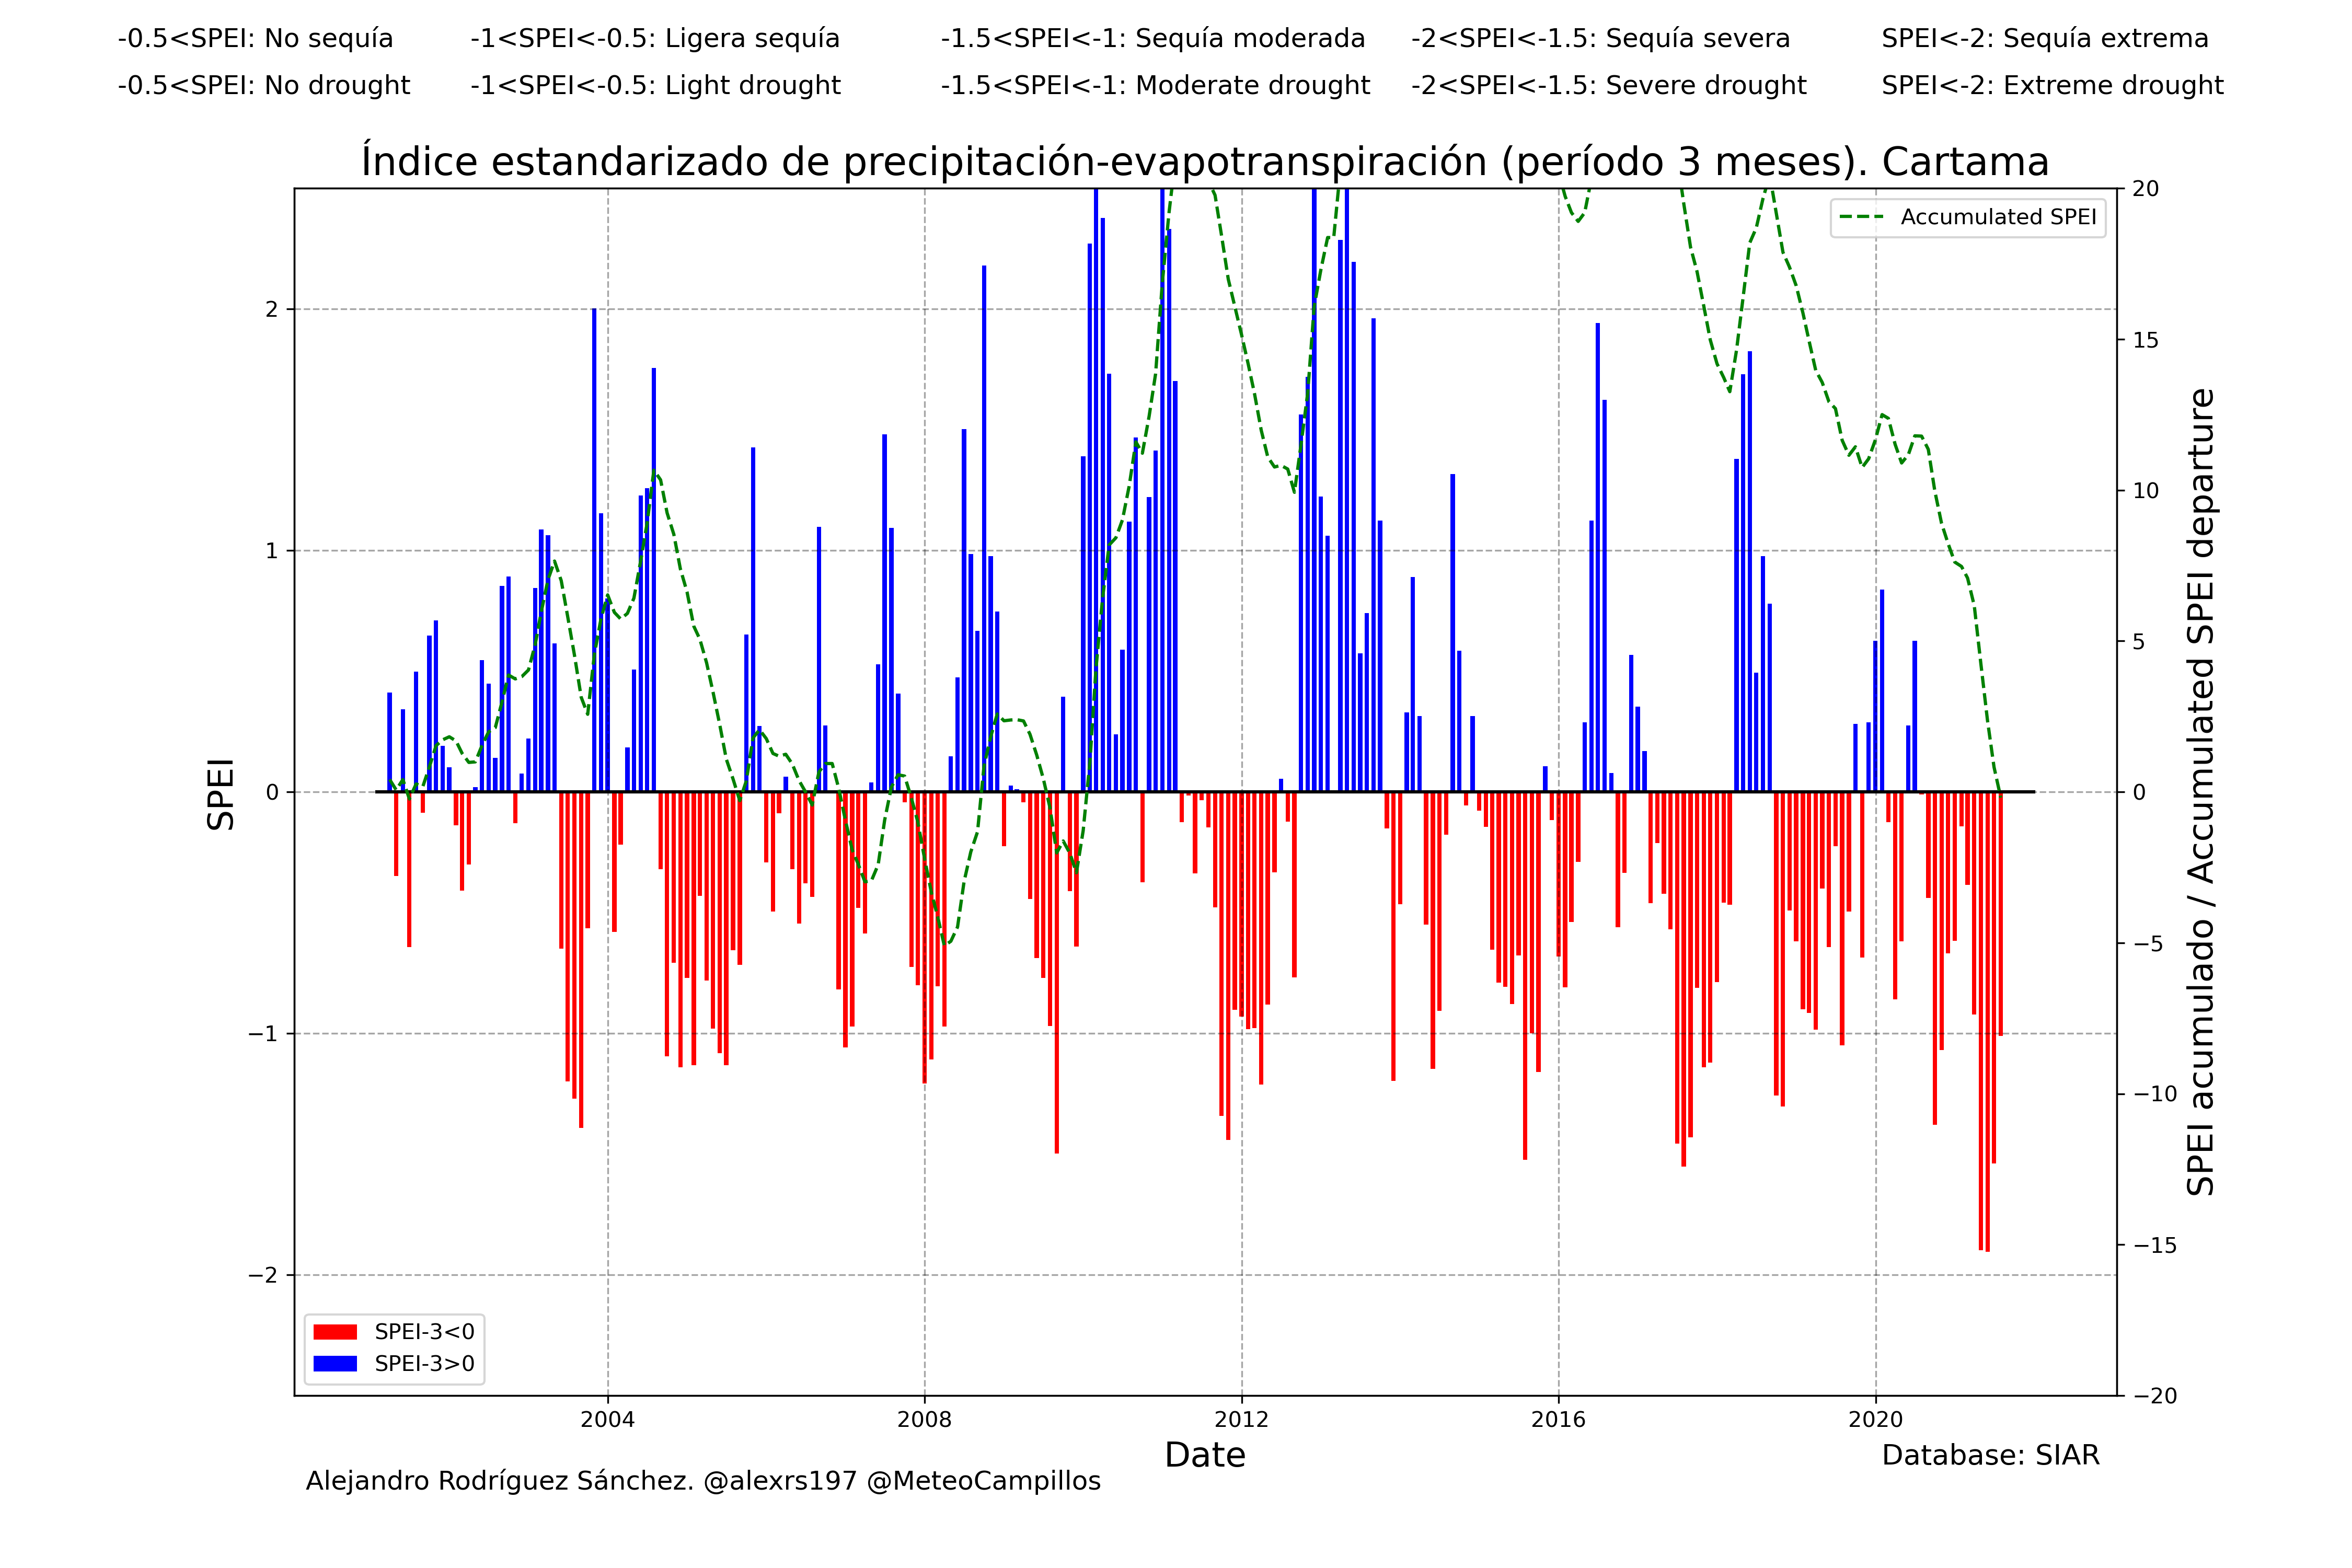 -0.5<SPEI: No sequía -1<SPEI<-0.5: Ligera sequía -1.5<SPEI<-1: Sequía moderada -2<SPEI<-1.5: Sequía severa SPEI<-2: Sequía extrema
-0.5<SPEI: No drought -1<SPEI<-0.5: Light drought -1.5<SPEI<-1: Moderate drought -2<SPEI<-1.5: Severe drought SPEI<-2: Extreme drought
Índice estandarizado de precipitación-evapotranspiración (período 3 meses). Cartama
Accumulated SPEI
SPEI
2
1
0
−1
−2
20
15
10
5
0
−5
−10
−15
−20
SPEI acumulado / Accumulated SPEI departure
SPEI-3<0
SPEI-3>0
2004 2008 2012 2016 2020
Date
Database: SIAR
Alejandro Rodríguez Sánchez. @alexrs197 @MeteoCampillos